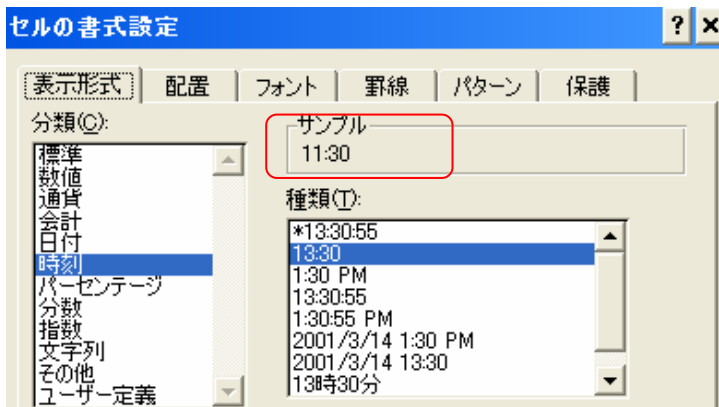 セルの書式設定
?
×
表示形式 配置 フォント 罫線 パターン 保護
分類(C):
標準
数値
通貨
会計
日付
時刻
パーセンテージ
分数
指数
文字列
その他
ユーザー定義
サンプル
11:30
種類(T):
*13:30:55
13:30
1:30 PM
13:30:55
1:30:55 PM
2001/3/14 1:30 PM
2001/3/14 13:30
13時30分